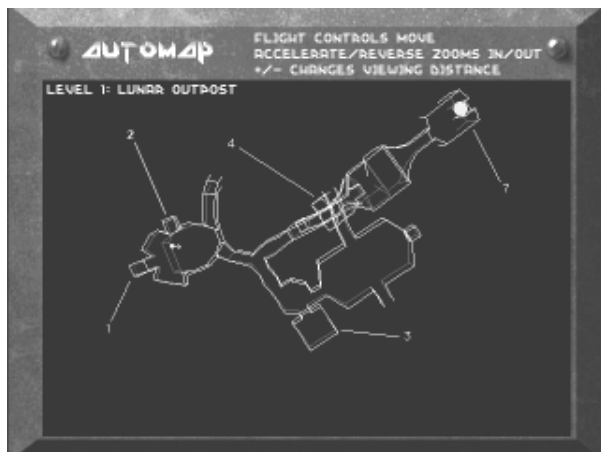 AUTOMAP
FLIGHT CONTROLS MOVE
ACCELERATE/REVERSE ZOOMS IN/OUT
+/- CHANGES VIEWING DISTANCE
LEVEL 1: LUNAR OUTPOST
2
4
7
1
3